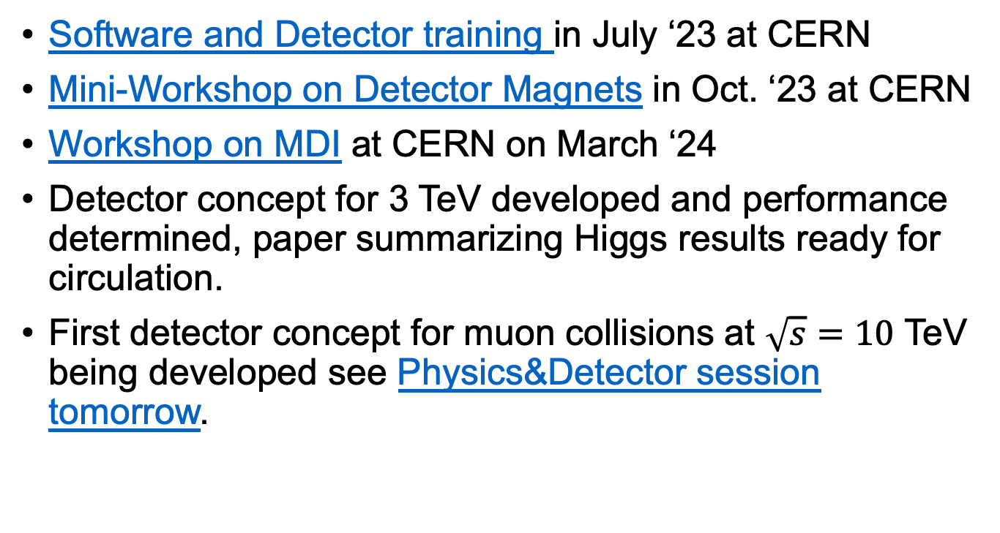 • Software and Detector training in July ‘23 at CERN
• Mini-Workshop on Detector Magnets in Oct. ‘23 at CERN
• Workshop on MDI at CERN on March ‘24
• Detector concept for 3 TeV developed and performance
determined, paper summarizing Higgs results ready for
circulation.
• First detector concept for muon collisions at √s = 10 TeV
being developed see Physics&Detector session
tomorrow.